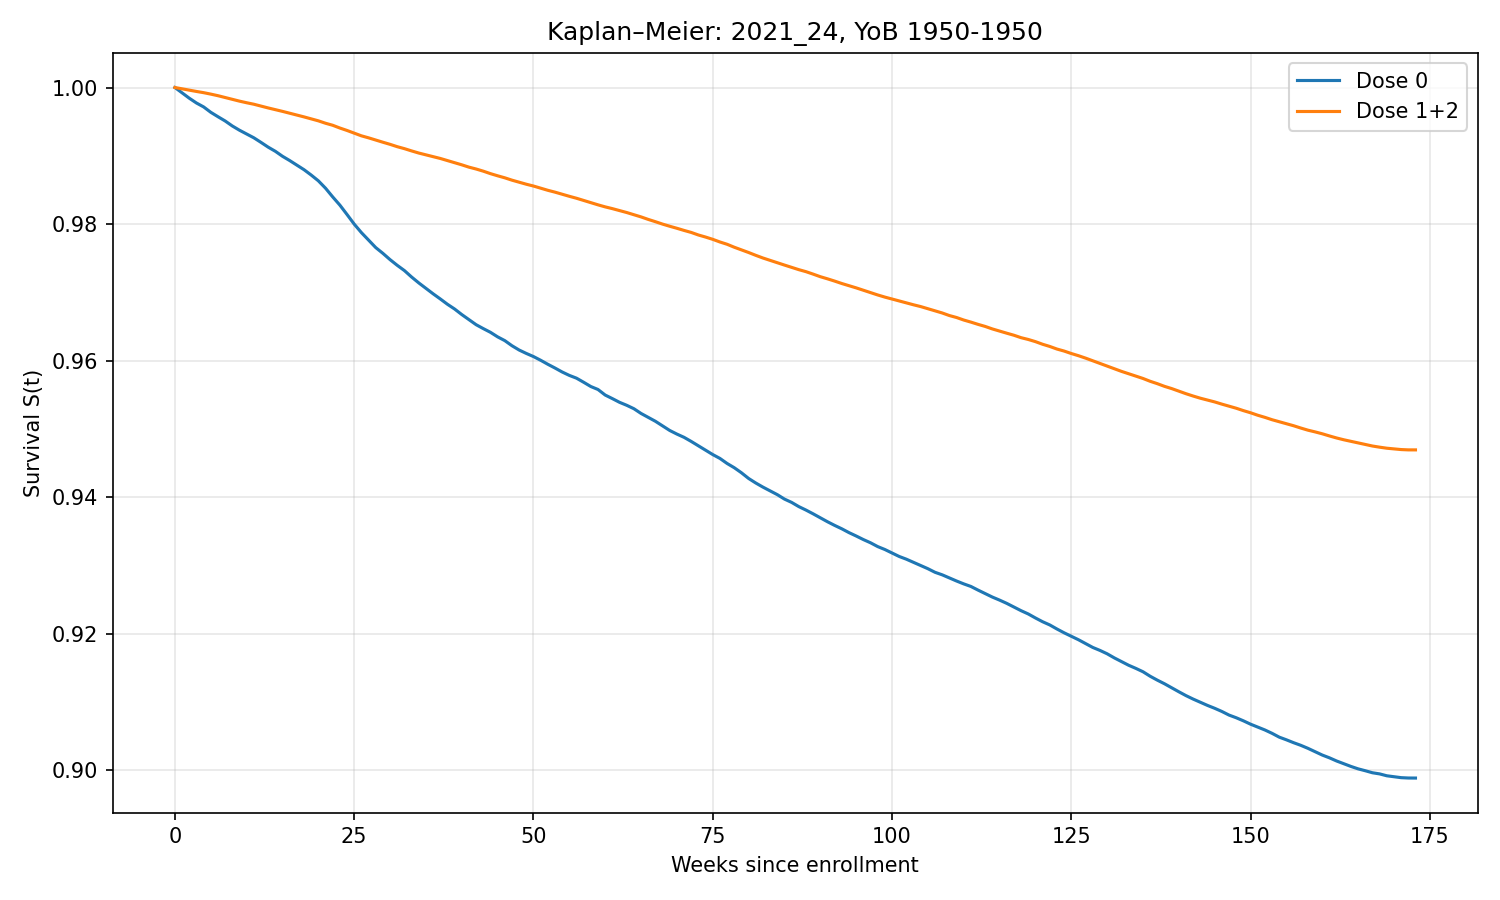 Kaplan–Meier: 2021_24, YoB 1950-1950
Dose 0
Dose 1+2
Survival S(t)
1.00
0.98
0.96
0.94
0.92
0.90
0 25 50 75 100 125 150 175
Weeks since enrollment